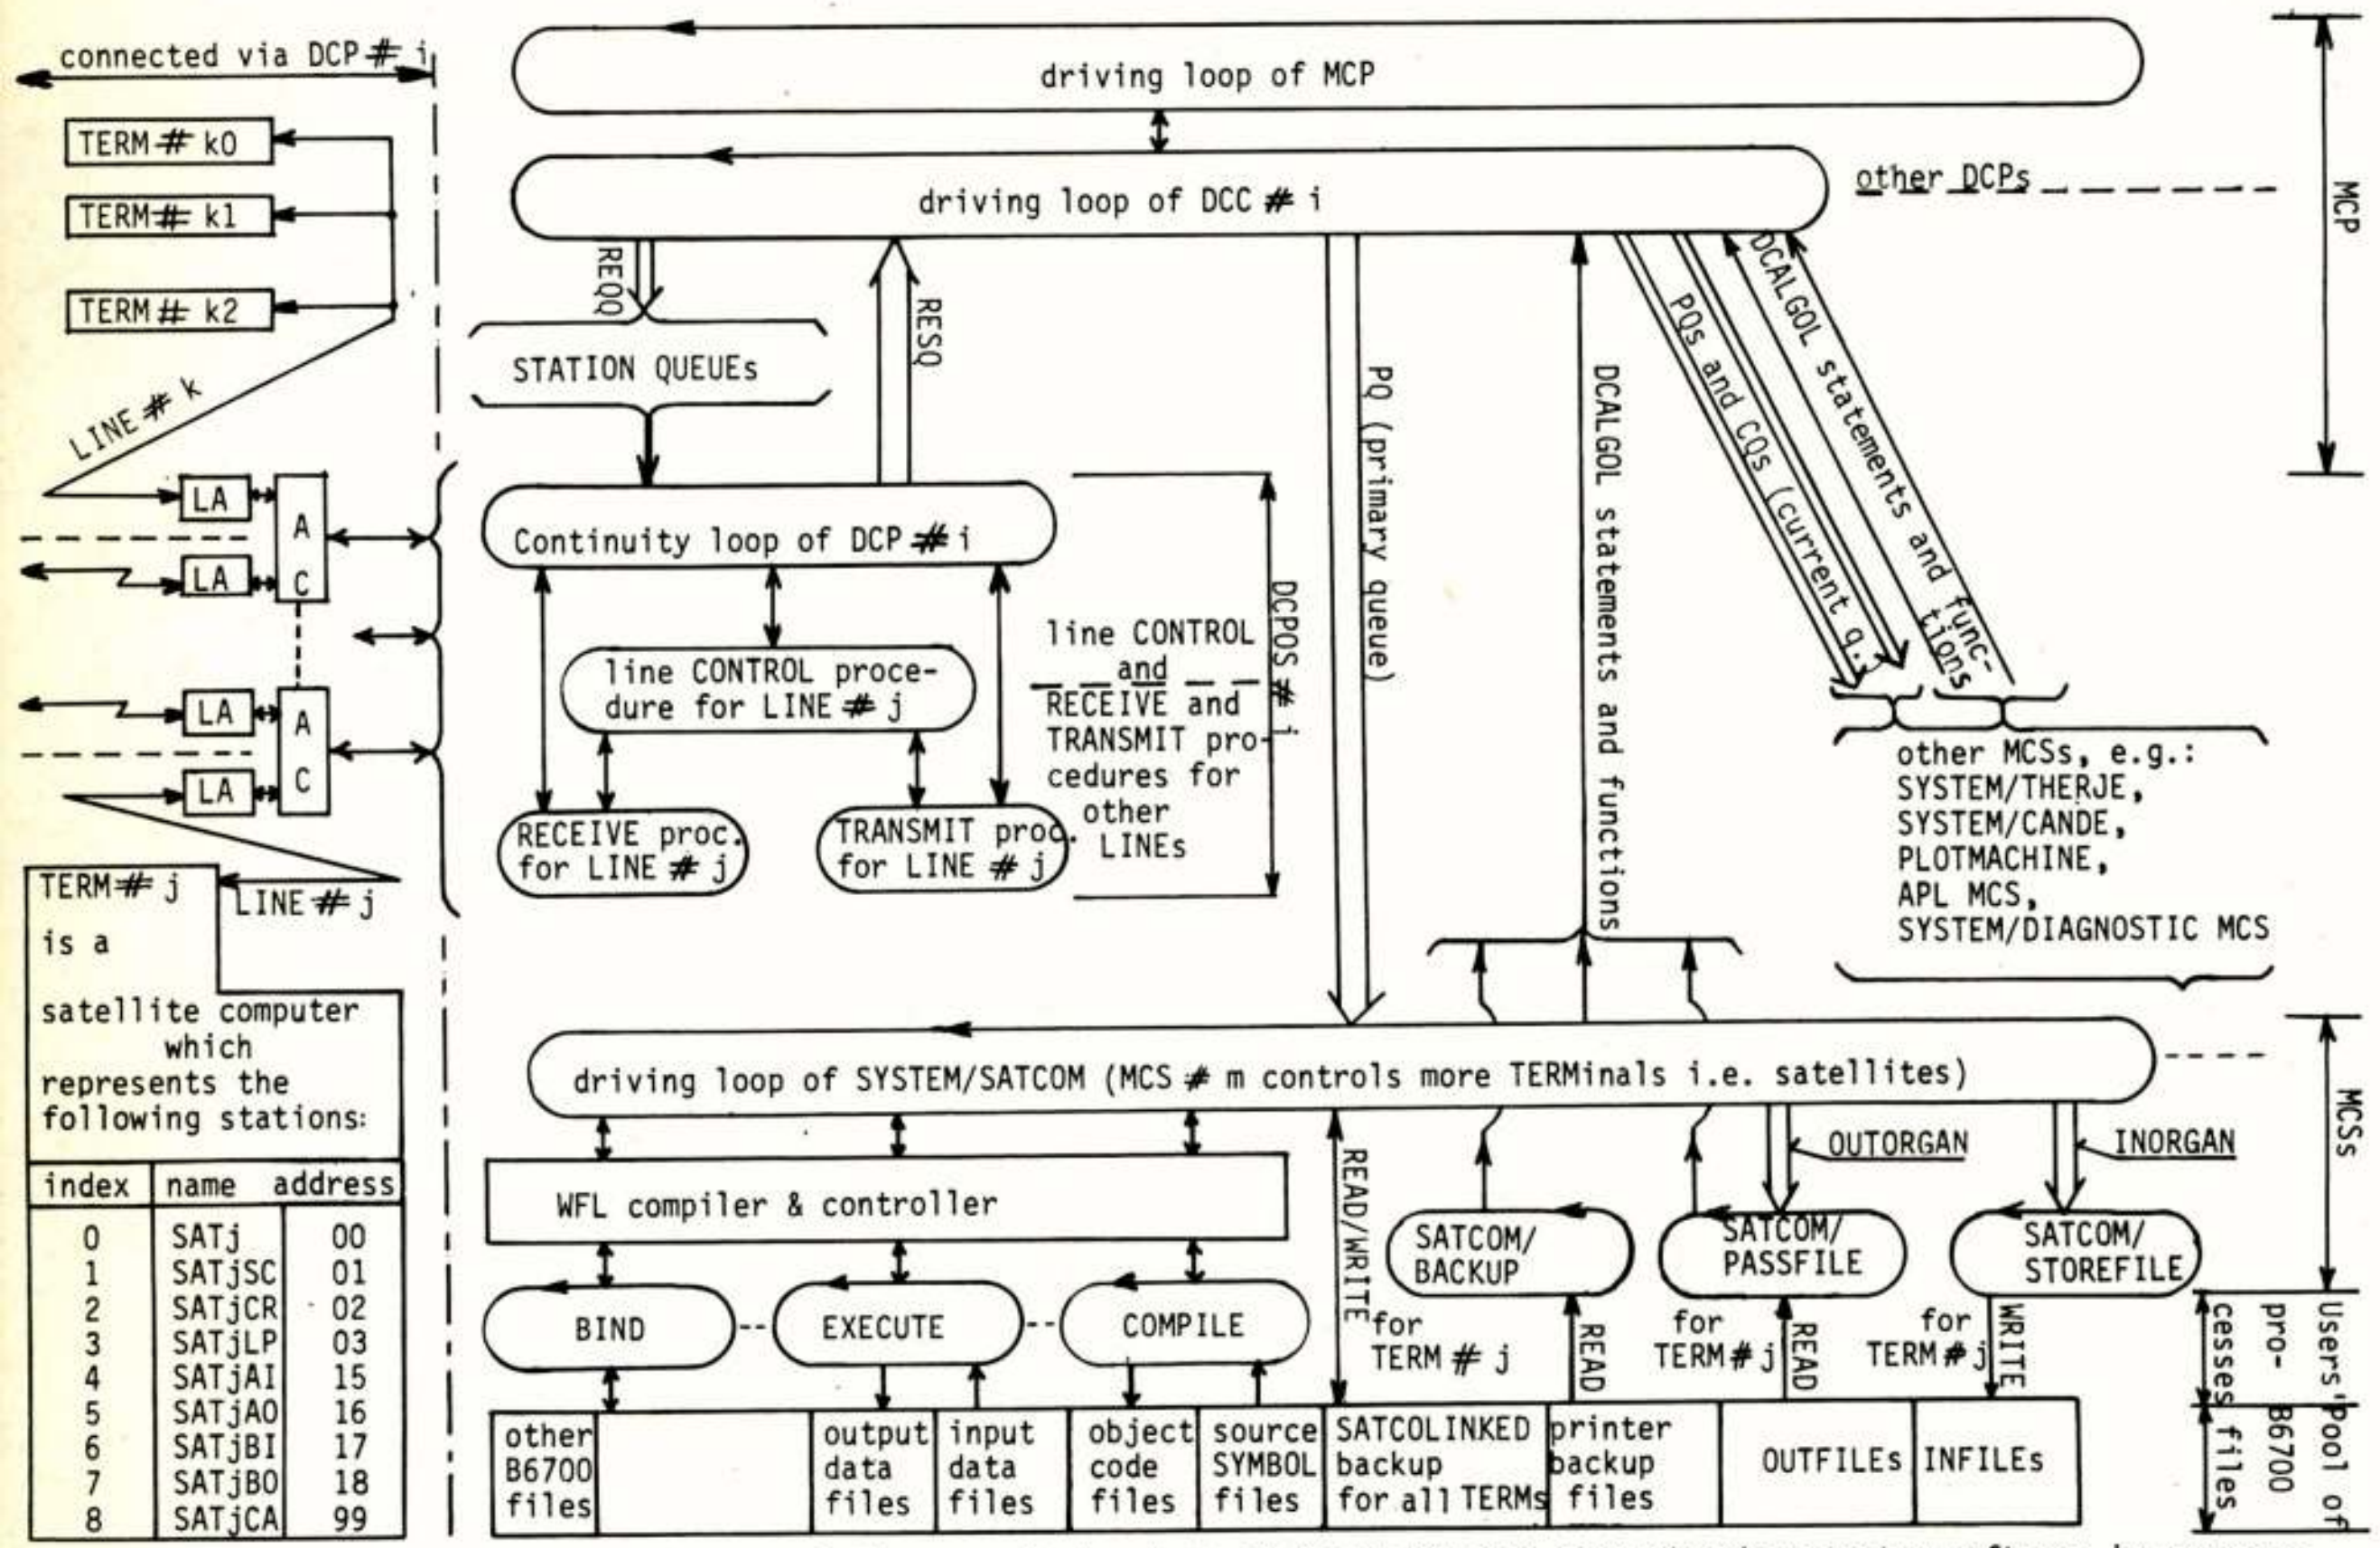 connected via DCP # i
TERM # k0
TERM # k1
TERM # k2
LINE # k
LA
LA
LA
LA
A
C
A
C
LINE # j
TERM # j
is a
satellite computer
which
represents the
following stations:
index name address
0 SATj 00
1 SATjSC 01
2 SATjCR 02
3 SATjLP 03
4 SATjAI 15
5 SATjAO 16
6 SATjBI 17
7 SATjBO 18
8 SATjCA 99
driving loop of MCP
driving loop of DCC # i
other DCPs
MCP
REQQ
RESQ
STATION QUEUEs
PQ (primary queue)
DCALGOL statements and functions
PQs and CQs (current q.)
DCALGOL statements and func-
tions
Continuity loop of DCP # i
line CONTROL proce-
dure for LINE # j
RECEIVE proc.
for LINE # j
TRANSMIT proc.
for LINE # j
line CONTROL
and
RECEIVE and
TRANSMIT pro-
cedures for
other
LINEs
DCPOS # i
other MCSs, e.g.:
SYSTEM/THERJE,
SYSTEM/CANDE,
PLOTMACHINE,
APL MCS,
SYSTEM/DIAGNOSTIC MCS
driving loop of SYSTEM/SATCOM (MCS # m controls more TERMinals i.e. satellites)
MCSs
OUTORGAN
INORGAN
WFL compiler & controller
READ/WRITE
SATCOM/
BACKUP
SATCOM/
PASSFILE
SATCOM/
STOREFILE
BIND
--
EXECUTE
--
COMPILE
for
TERM # j
READ
for
TERM # j
READ
for
TERM # j
WRITE
Users'
pro-
cesses
other
B6700
files
output
data
files
input
data
files
object
code
files
source
SYMBOL
files
SATCOLINKED
backup
for all TERMs
printer
backup
files
OUTFILEs
INFILEs
Pool of
B6700
files